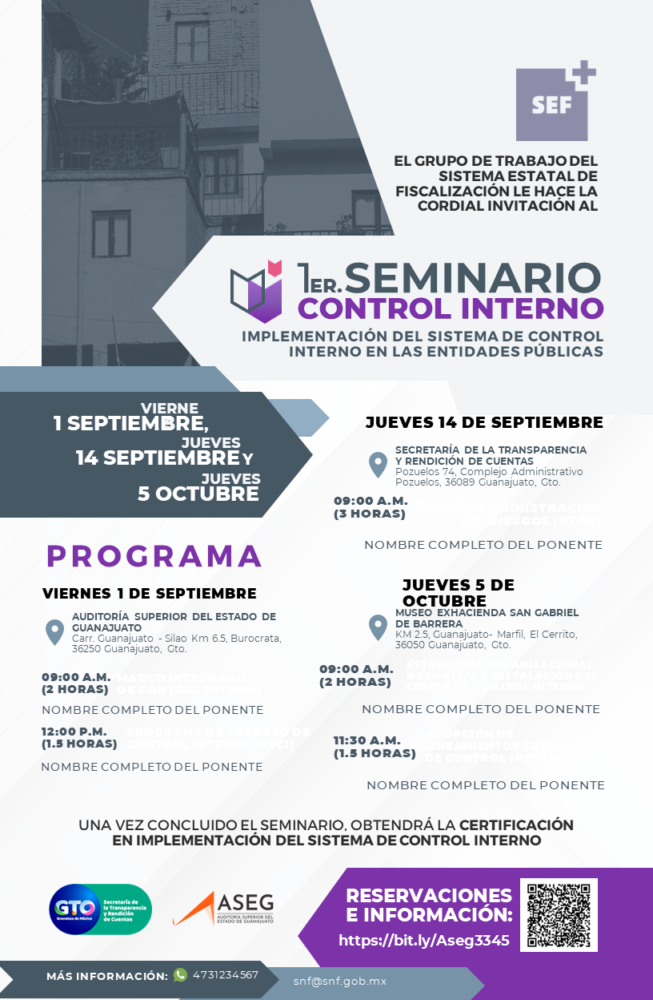 SEF
EL GRUPO DE TRABAJO DEL
SISTEMA ESTATAL DE
FISCALIZACIÓN LE HACE LA
CORDIAL INVITACIÓN AL
1ER. SEMINARIO
CONTROL INTERNO
IMPLEMENTACIÓN DEL SISTEMA DE CONTROL
INTERNO EN LAS ENTIDADES PÚBLICAS
VIERNE
1 SEPTIEMBRE,
JUEVES
14 SEPTIEMBRE Y
JUEVES
5 OCTUBRE
PROGRAMA
VIERNES 1 DE SEPTIEMBRE
AUDITORÍA SUPERIOR DEL ESTADO DE
GUANAJUATO
Carr. Guanajuato - Silao Km 6.5, Burocrata,
36250 Guanajuato, Gto.
09:00 A.M.
(2 HORAS)
MARCO INTEGRADO
DE CONTROL INTERNO
NOMBRE COMPLETO DEL PONENTE
12:00 P.M.
(1.5 HORAS)
PROGRAMA DE TRABAJO DE
CONTROL INTERNO (PTCI)
NOMBRE COMPLETO DEL PONENTE
JUEVES 14 DE SEPTIEMBRE
SECRETARÍA DE LA TRANSPARENCIA
Y RENDICIÓN DE CUENTAS
Pozuelos 74, Complejo Administrativo
Pozuelos, 36089 Guanajuato, Gto.
09:00 A.M.
(3 HORAS)
ADMINISTRACIÓN
DE RIESGOS (PTAR)
NOMBRE COMPLETO DEL PONENTE
JUEVES 5 DE
OCTUBRE
MUSEO EXHACIENDA SAN GABRIEL
DE BARRERA
KM 2.5, Guanajuato- Marfil, El Cerrito,
36050 Guanajuato, Gto.
09:00 A.M.
(2 HORAS)
ESTRUCTURA ORGANIZACIONAL
NORMATIVA E INSTALACIÓN DEL
COMITÉ DE CONTROL INTERNO
NOMBRE COMPLETO DEL PONENTE
11:30 A.M.
(1.5 HORAS)
DE CONTROL
NOMBRE COMPLETO DEL PONENTE
UNA VEZ CONCLUIDO EL SEMINARIO, OBTENDRÁ LA CERTIFICACIÓN
EN IMPLEMENTACIÓN DEL SISTEMA DE CONTROL INTERNO
GTO
Grandeza de México
Secretaría de
la Transparencia
y Rendición
de Cuentas
ASEG
AUDITORÍA SUPERIOR DEL
ESTADO DE GUANAJUATO
RESERVACIONES
E INFORMACIÓN:
https://bit.ly/Aseg3345
MÁS INFORMACIÓN: 4731234567
snf@snf.gob.mx